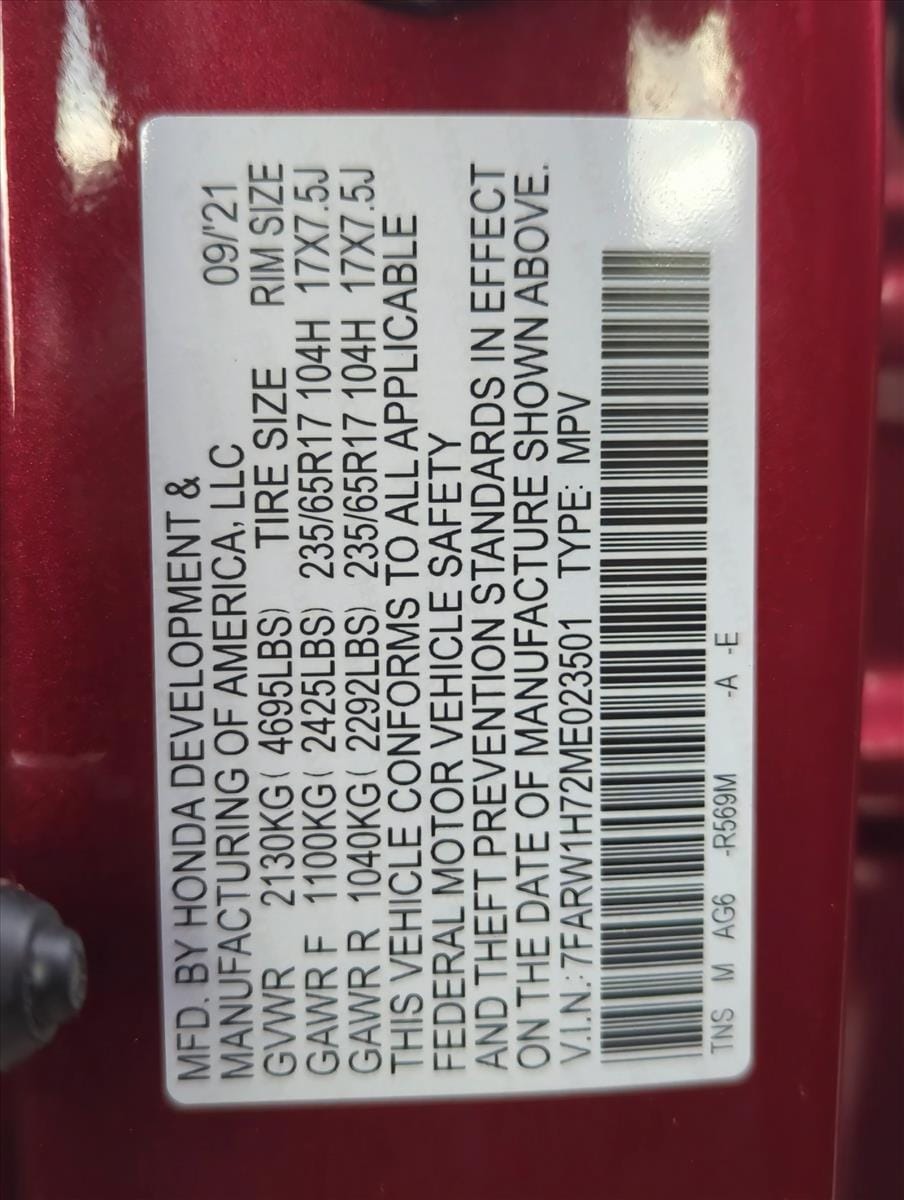 MFD. BY HONDA DEVELOPMENT &
MANUFACTURING OF AMERICA, LLC 09/'21
GVWR 2130KG( 4695LBS) TIRE SIZE RIM SIZE
GAWR F 1100KG( 2425LBS) 235/65R17 104H 17X7.5J
GAWR R 1040KG( 2292LBS) 235/65R17 104H 17X7.5J
THIS VEHICLE CONFORMS TO ALL APPLICABLE
FEDERAL MOTOR VEHICLE SAFETY
AND THEFT PREVENTION STANDARDS IN EFFECT
ON THE DATE OF MANUFACTURE SHOWN ABOVE.
V.I.N.: 7FARW1H72ME023501 TYPE: MPV
TNS M AG6 -R569M -A -E